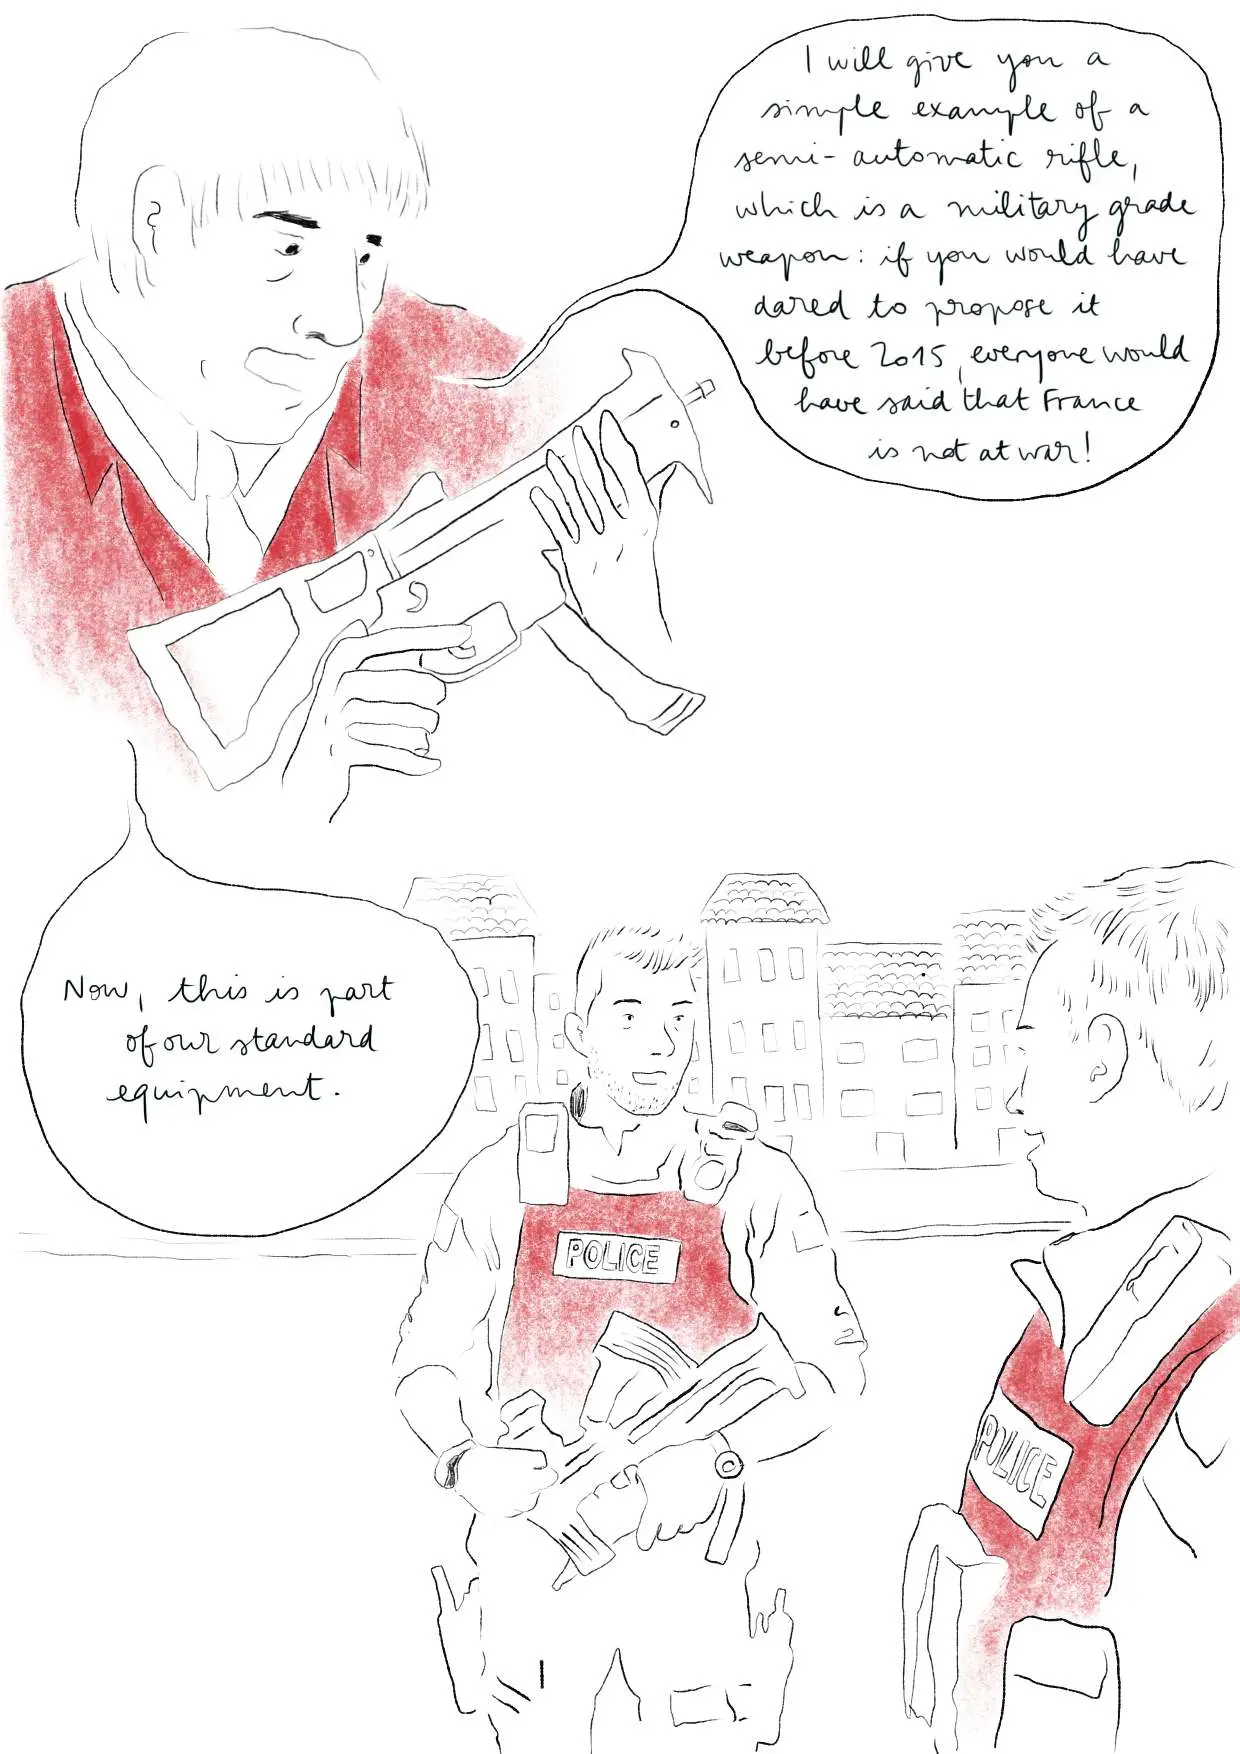 I will give you a
simple example of a
semi-automatic rifle,
which is a military grade
weapon: if you would have
dared to propose it
before 2015, everyone would
have said that France
is not at war!
Now, this is part
of our standard
equipment.
POLICE
POLICE